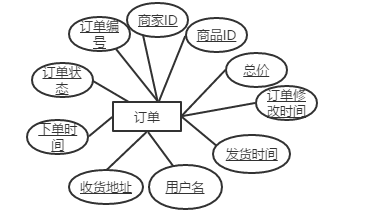 订单编
号
商家ID
商品ID
订单状
态
总价
订单修
改时间
订单
下单时
间
发货时间
收货地址
用户名